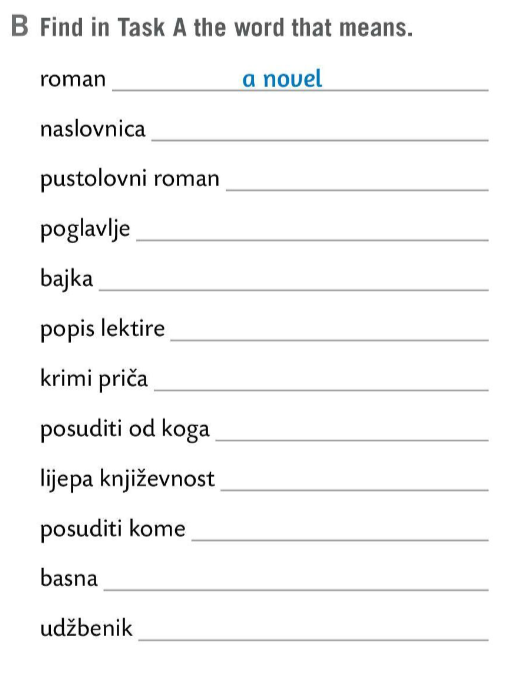 B Find in Task A the word that means.
roman a novel
naslovnica
pustolovni roman
poglavlje
bajka
popis lektire
krimi priča
posuditi od koga
lijepa književnost
posuditi kome
basna
udžbenik